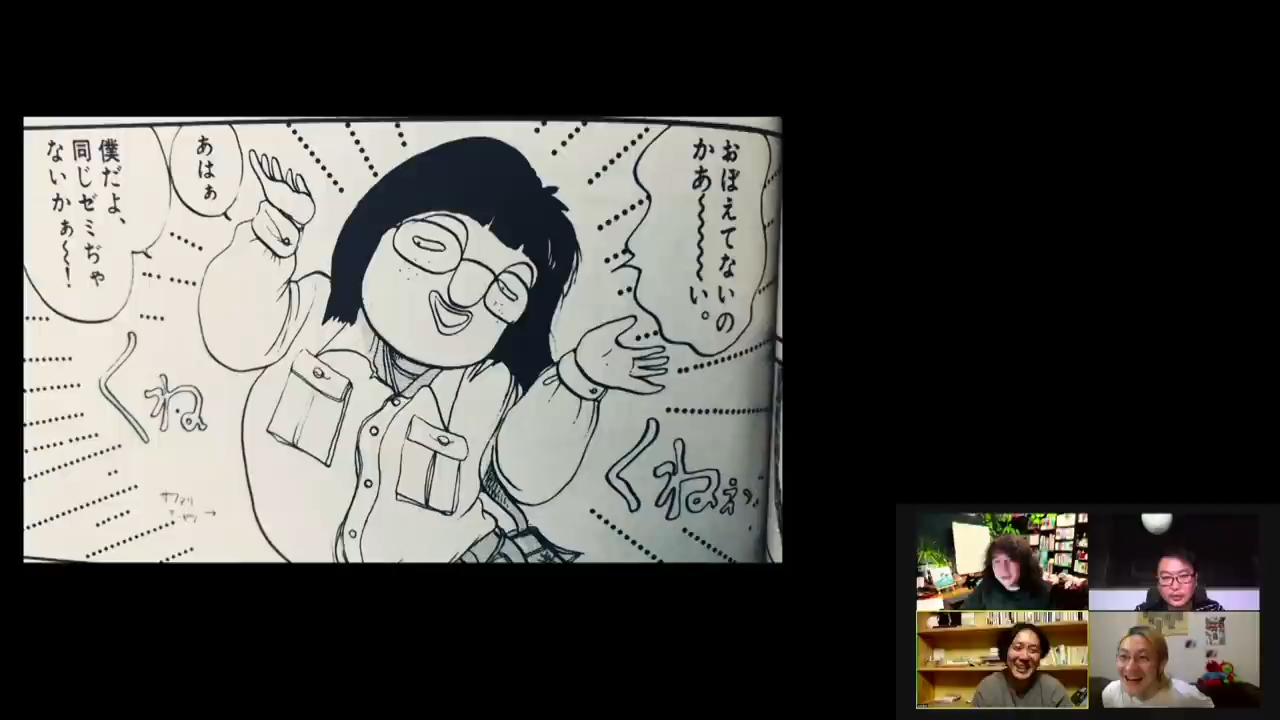 おぼえてないの
かあ〜〜〜い。
あはぁ
僕だよ、
同じゼミぢゃ
ないかぁ〜〜！
くね
くねぇっ